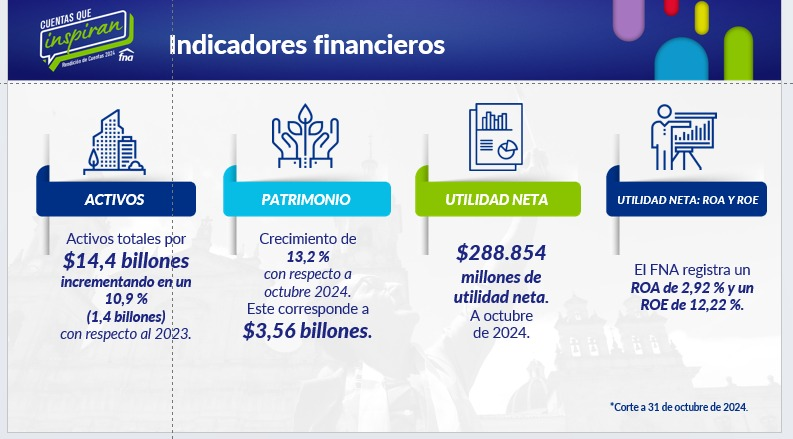 CUENTAS QUE
inspiran
Rendición de Cuentas 2024
fna
Indicadores financieros
ACTIVOS
Activos totales por
$14,4 billones
incrementando en un
10,9 %
(1,4 billones)
con respecto al 2023.
PATRIMONIO
Crecimiento de
13,2 %
con respecto a
octubre 2024.
Este corresponde a
$3,56 billones.
UTILIDAD NETA
$288.854
millones de
utilidad neta.
A octubre
de 2024.
UTILIDAD NETA: ROA Y ROE
El FNA registra un
ROA de 2,92 % y un
ROE de 12,22 %.
*Corte a 31 de octubre de 2024.